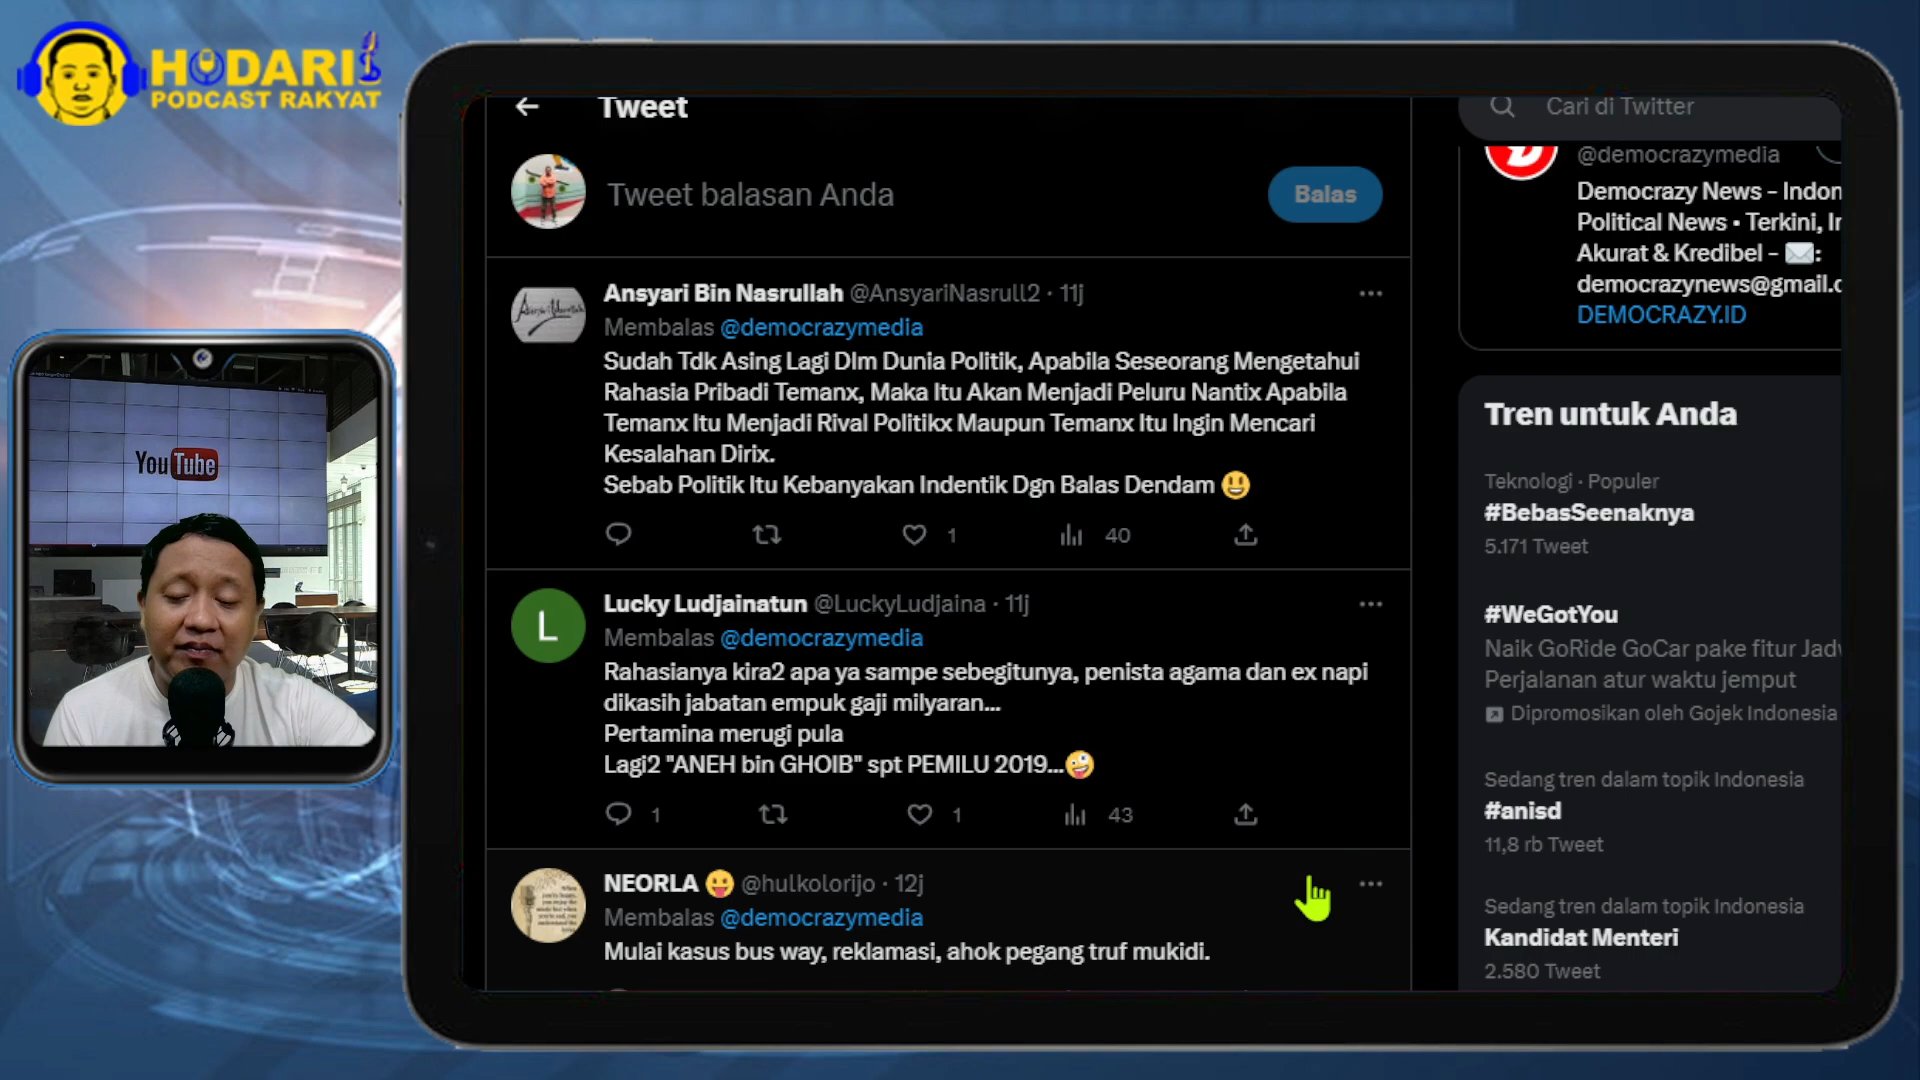 HODARI
PODCAST RAKYAT
YouTube
Tweet
Tweet balasan Anda
Balas
Ansyari Bin Nasrullah @AnsyariNasrull2 · 11j
Membalas @democrazymedia
Sudah Tdk Asing Lagi Dlm Dunia Politik, Apabila Seseorang Mengetahui
Rahasia Pribadi Temanx, Maka Itu Akan Menjadi Peluru Nantix Apabila
Temanx Itu Menjadi Rival Politikx Maupun Temanx Itu Ingin Mencari
Kesalahan Dirix.
Sebab Politik Itu Kebanyakan Indentik Dgn Balas Dendam 😃
1
40
Lucky Ludjainatun @LuckyLudjaina · 11j
Membalas @democrazymedia
Rahasianya kira2 apa ya sampe sebegitunya, penista agama dan ex napi
dikasih jabatan empuk gaji milyaran...
Pertamina merugi pula
Lagi2 "ANEH bin GHOIB" spt PEMILU 2019...🤪
1
1
43
L
NEORLA 😛 @hulkolorijo · 12j
Membalas @democrazymedia
Mulai kasus bus way, reklamasi, ahok pegang truf mukidi.
Cari di Twitter
@democrazymedia
Democrazy News - Indon
Political News • Terkini, In
Akurat & Kredibel - ✉️:
democrazynews@gmail.c
DEMOCRAZY.ID
Tren untuk Anda
Teknologi · Populer
#BebasSeenaknya
5.171 Tweet
#WeGotYou
Naik GoRide GoCar pake fitur Jadw
Perjalanan atur waktu jemput
Dipromosikan oleh Gojek Indonesia
Sedang tren dalam topik Indonesia
#anisd
11,8 rb Tweet
Sedang tren dalam topik Indonesia
Kandidat Menteri
2.580 Tweet